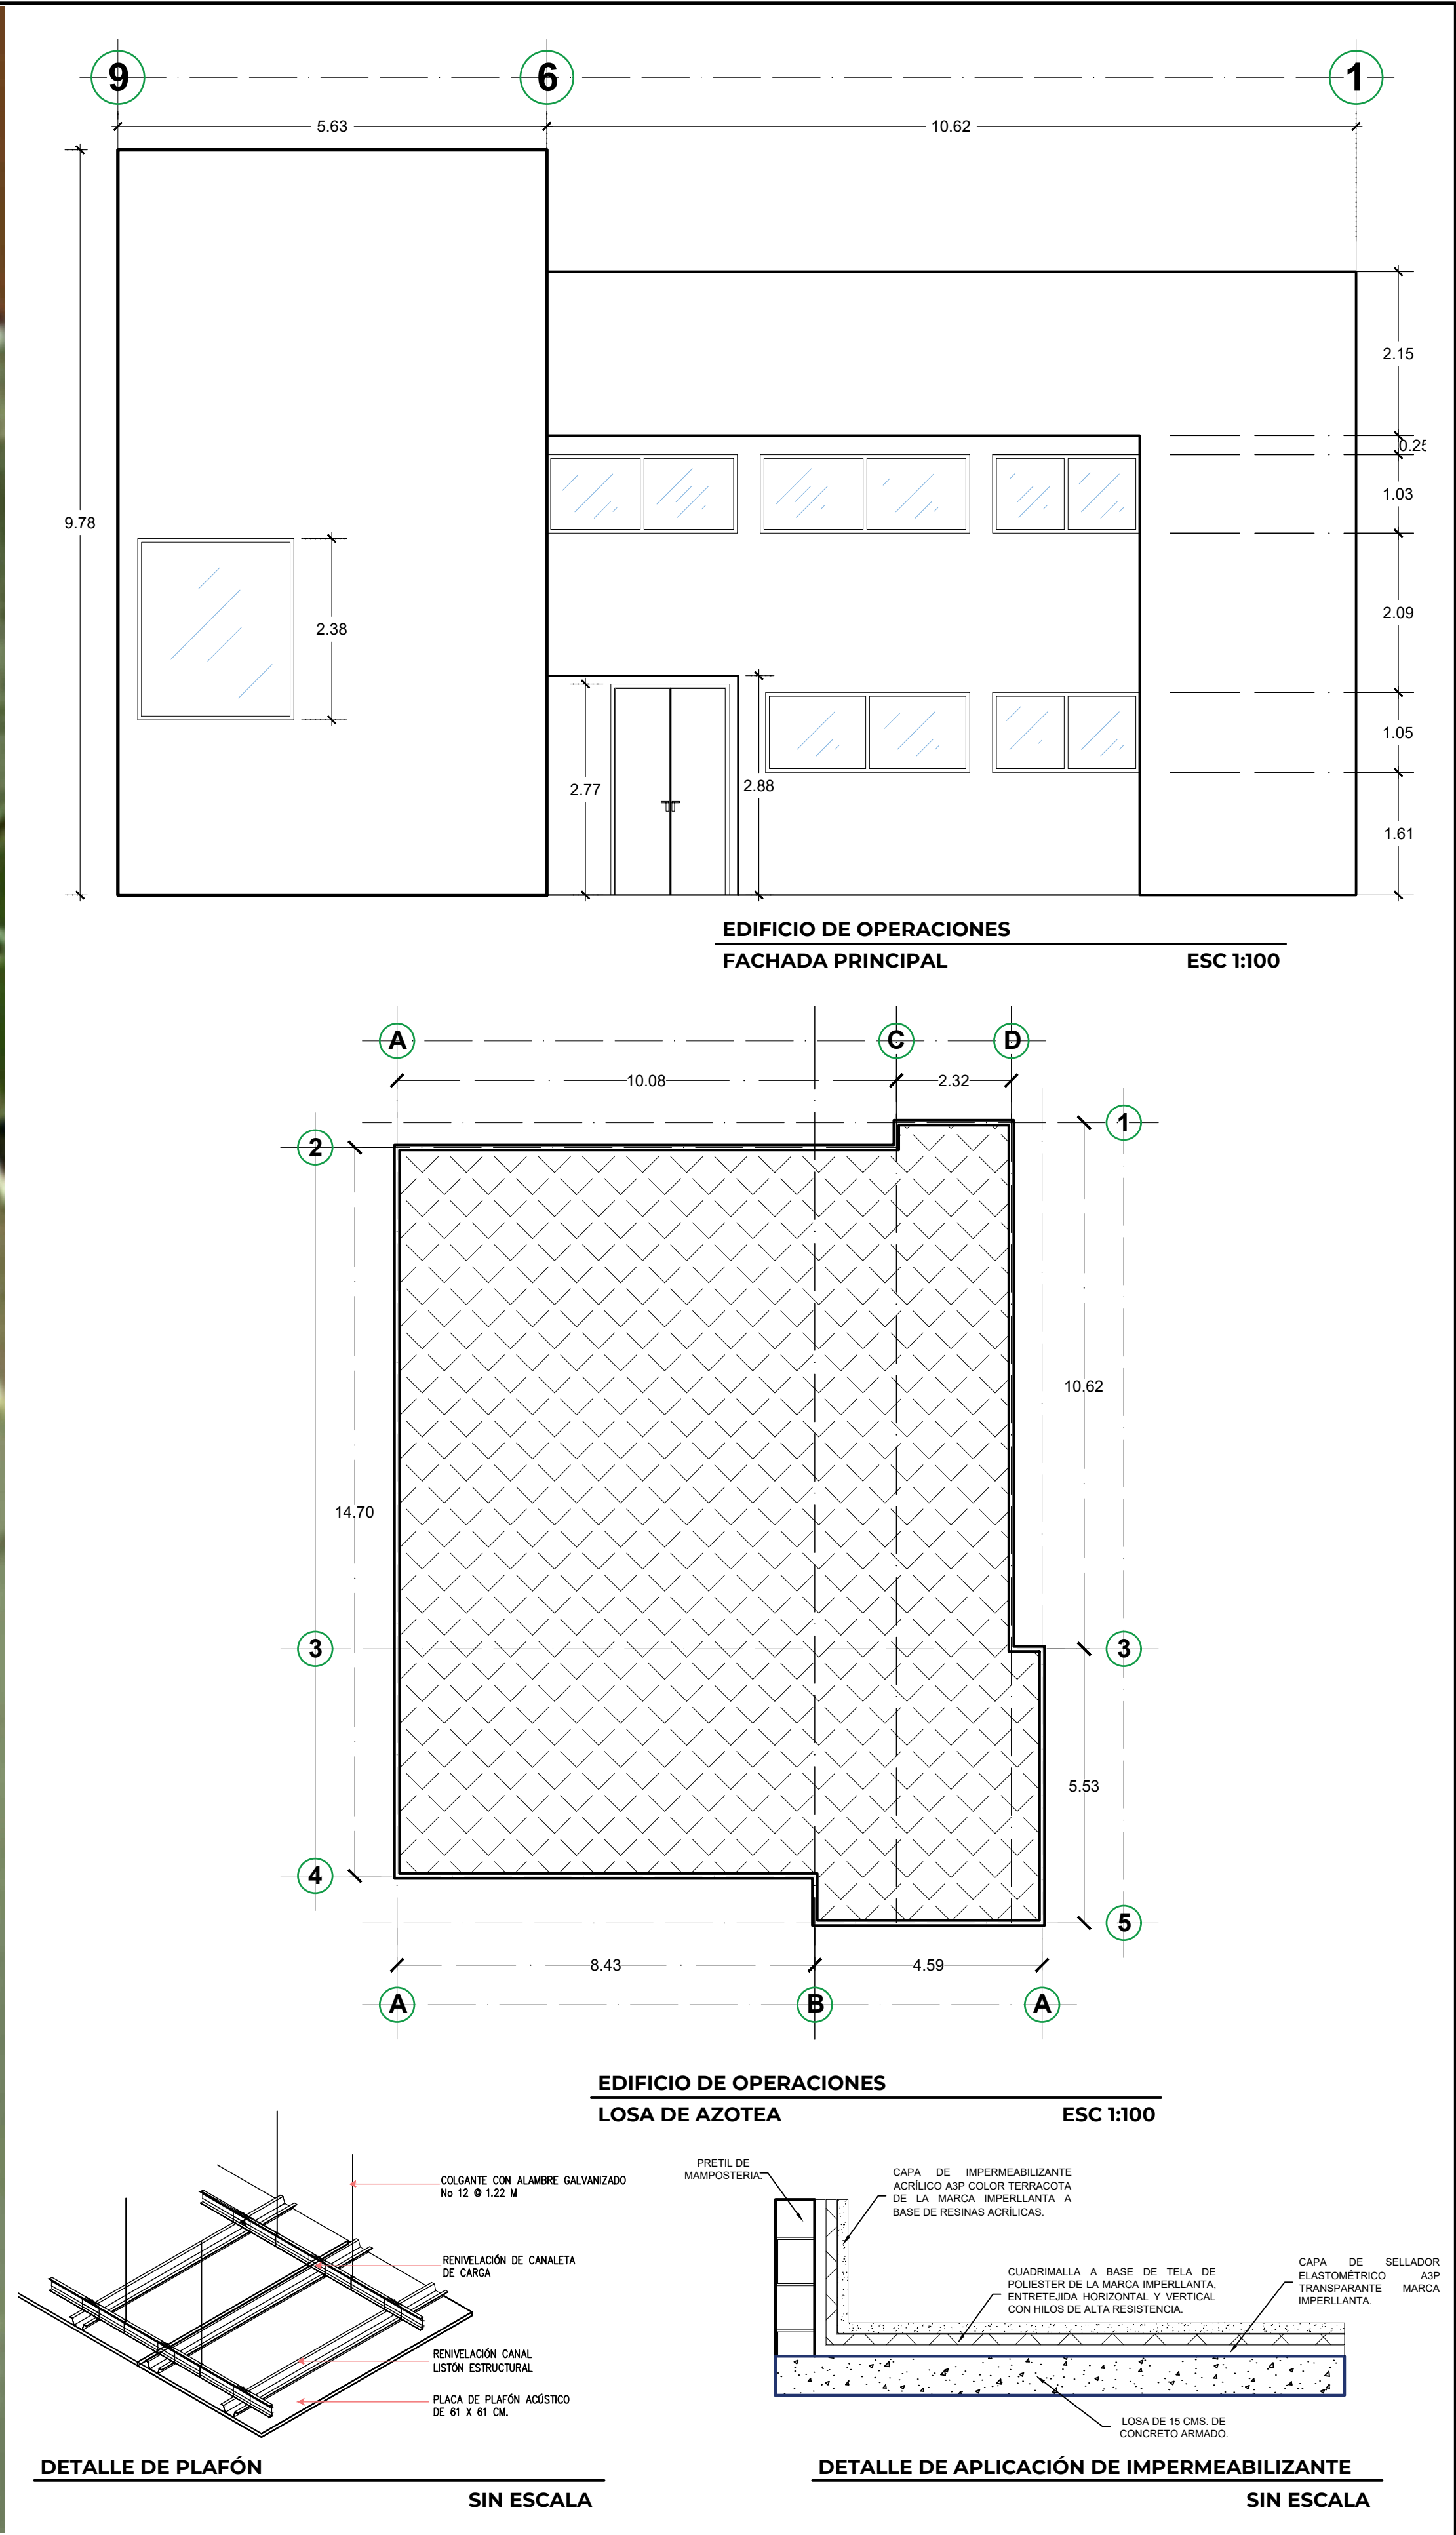 9 6 1
5.63 10.62
2.15
0.25
1.03
9.78
2.09
2.38
1.05
2.77 2.88
1.61
EDIFICIO DE OPERACIONES
FACHADA PRINCIPAL ESC 1:100
A C D
10.08 2.32
1
2
10.62
14.70
3 3
5.53
4
5
8.43 4.59
A B A
EDIFICIO DE OPERACIONES
LOSA DE AZOTEA ESC 1:100
COLGANTE CON ALAMBRE GALVANIZADO
No 12 @ 1.22 M
RENIVELACIÓN DE CANALETA
DE CARGA
RENIVELACIÓN CANAL
LISTÓN ESTRUCTURAL
PLACA DE PLAFÓN ACÚSTICO
DE 61 X 61 CM.
DETALLE DE PLAFÓN
SIN ESCALA
PRETIL DE
MAMPOSTERIA.
CAPA DE IMPERMEABILIZANTE
ACRÍLICO A3P COLOR TERRACOTA
DE LA MARCA IMPERLLANTA A
BASE DE RESINAS ACRÍLICAS.
CUADRIMALLA A BASE DE TELA DE
POLIESTER DE LA MARCA IMPERLLANTA,
ENTRETEJIDA HORIZONTAL Y VERTICAL
CON HILOS DE ALTA RESISTENCIA.
CAPA DE SELLADOR
ELASTOMÉTRICO A3P
TRANSPARANTE MARCA
IMPERLLANTA.
LOSA DE 15 CMS. DE
CONCRETO ARMADO.
DETALLE DE APLICACIÓN DE IMPERMEABILIZANTE
SIN ESCALA